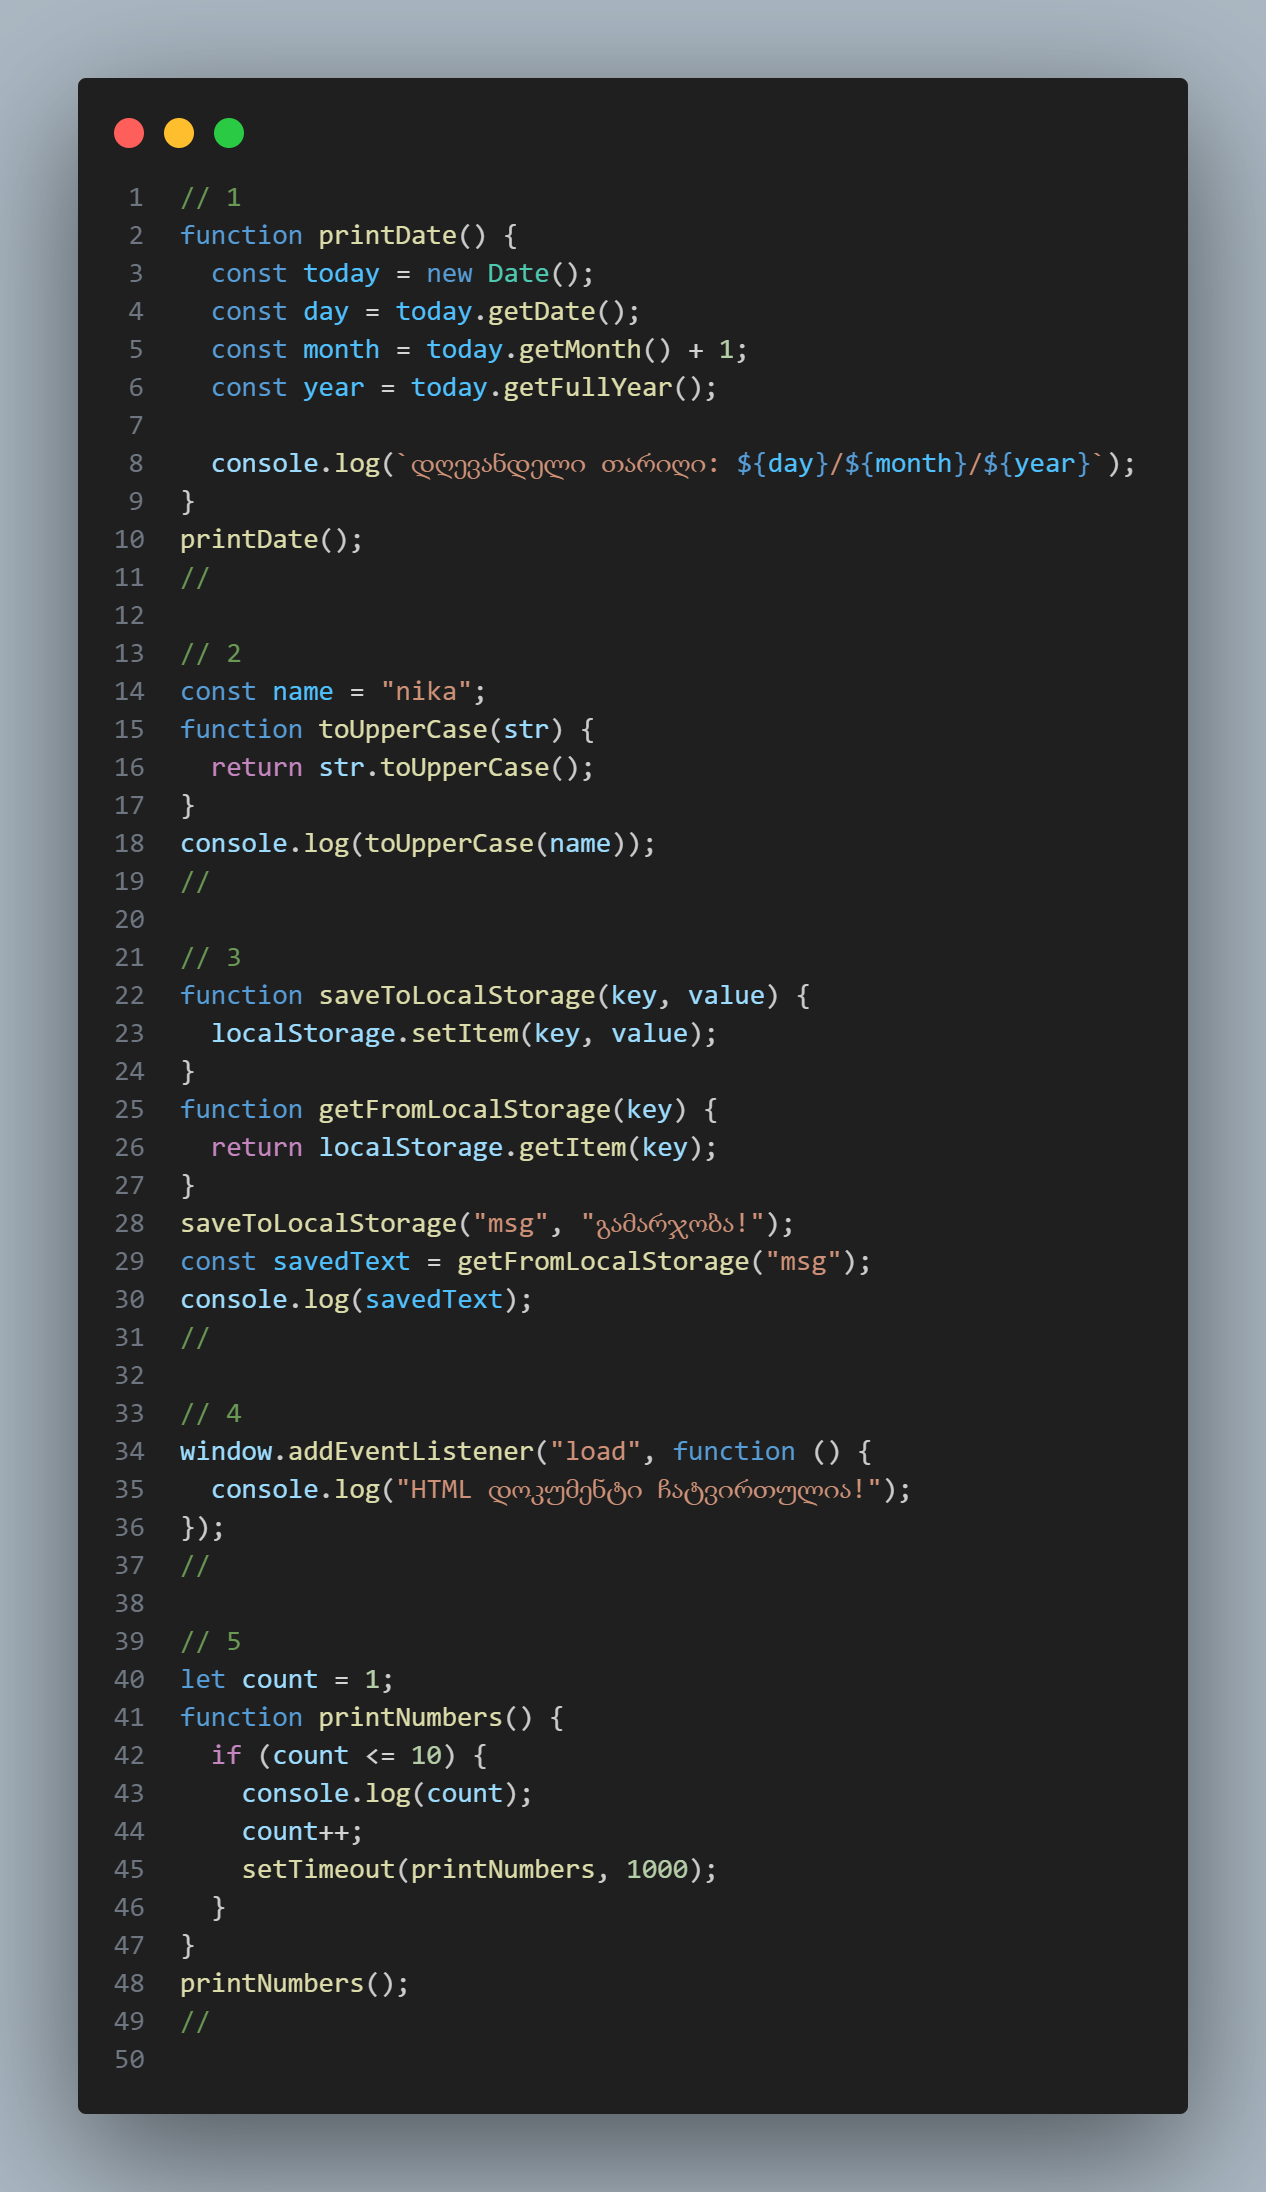 1 // 1
2 function printDate() {
3   const today = new Date();
4   const day = today.getDate();
5   const month = today.getMonth() + 1;
6   const year = today.getFullYear();
7
8   console.log(`დღევანდელი თარიღი: ${day}/${month}/${year}`);
9 }
10 printDate();
11 //
12
13 // 2
14 const name = "nika";
15 function toUpperCase(str) {
16   return str.toUpperCase();
17 }
18 console.log(toUpperCase(name));
19 //
20
21 // 3
22 function saveToLocalStorage(key, value) {
23   localStorage.setItem(key, value);
24 }
25 function getFromLocalStorage(key) {
26   return localStorage.getItem(key);
27 }
28 saveToLocalStorage("msg", "გამარჯობა!");
29 const savedText = getFromLocalStorage("msg");
30 console.log(savedText);
31 //
32
33 // 4
34 window.addEventListener("load", function () {
35   console.log("HTML დოკუმენტი ჩატვირთულია!");
36 });
37 //
38
39 // 5
40 let count = 1;
41 function printNumbers() {
42   if (count <= 10) {
43     console.log(count);
44     count++;
45     setTimeout(printNumbers, 1000);
46   }
47 }
48 printNumbers();
49 //
50